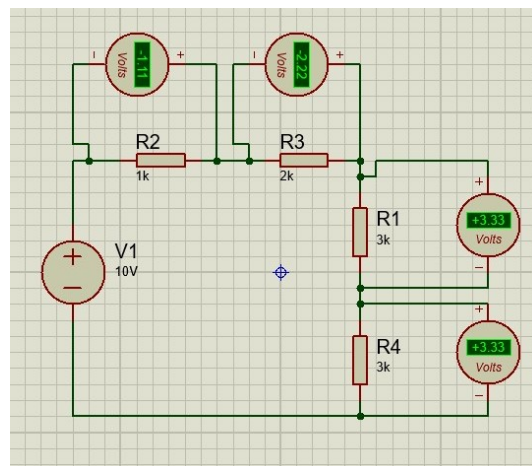 - +
-1.11
Volts
- +
-2.22
Volts
R2
1k
R3
2k
+
+3.33
Volts
-
R1
3k
V1
10V
+
+3.33
Volts
-
R4
3k